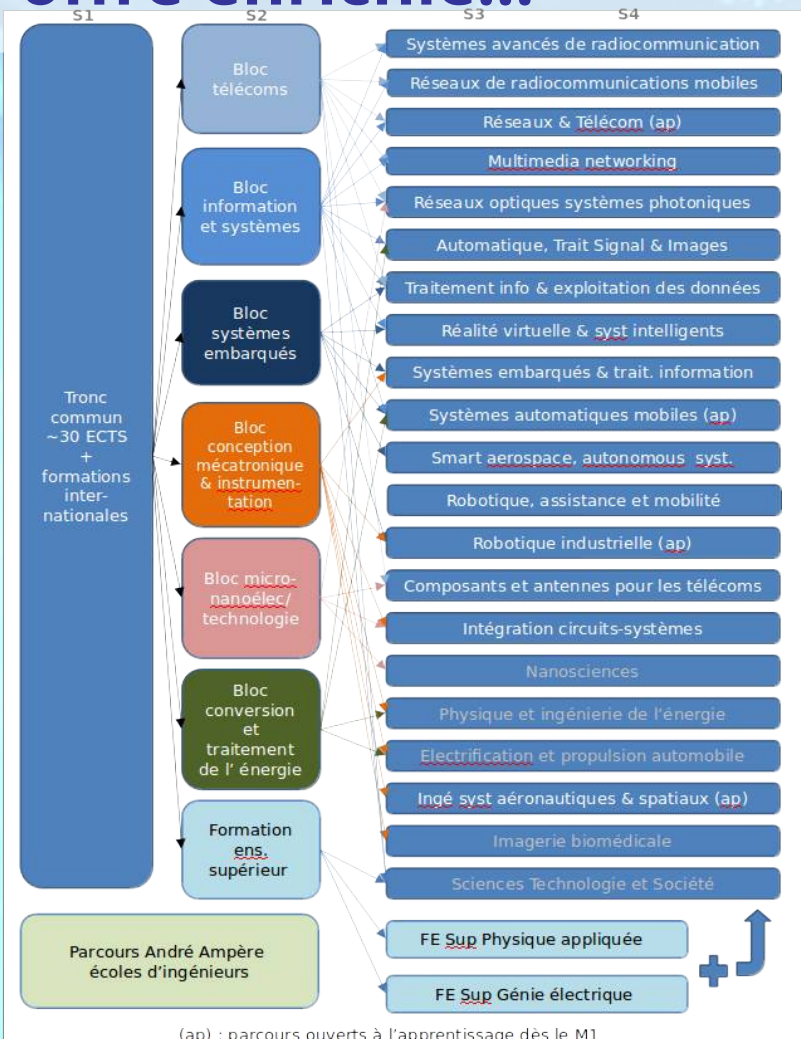 offre enrichie...
S1
S2
S3
S4
Tronc
commun
~30 ECTS
+
formations
inter-
nationales
Bloc
télécoms
Bloc
information
et systèmes
Bloc
systèmes
embarqués
Bloc
conception
mécatronique
& instrumen-
tation
Bloc micro-
nanoélec/
technologie
Bloc
conversion
et
traitement
de l’ énergie
Formation
ens.
supérieur
Systèmes avancés de radiocommunication
Réseaux de radiocommunications mobiles
Réseaux & Télécom (ap)
Multimedia networking
Réseaux optiques systèmes photoniques
Automatique, Trait Signal & Images
Traitement info & exploitation des données
Réalité virtuelle & syst intelligents
Systèmes embarqués & trait. information
Systèmes automatiques mobiles (ap)
Smart aerospace, autonomous syst.
Robotique, assistance et mobilité
Robotique industrielle (ap)
Composants et antennes pour les télécoms
Intégration circuits-systèmes
Nanosciences
Physique et ingénierie de l’énergie
Electrification et propulsion automobile
Ingé syst aéronautiques & spatiaux (ap)
Imagerie biomédicale
Sciences Technologie et Société
Parcours André Ampère
écoles d’ingénieurs
FE Sup Physique appliquée
FE Sup Génie électrique
(ap) : parcours ouverts à l’apprentissage dès le M1